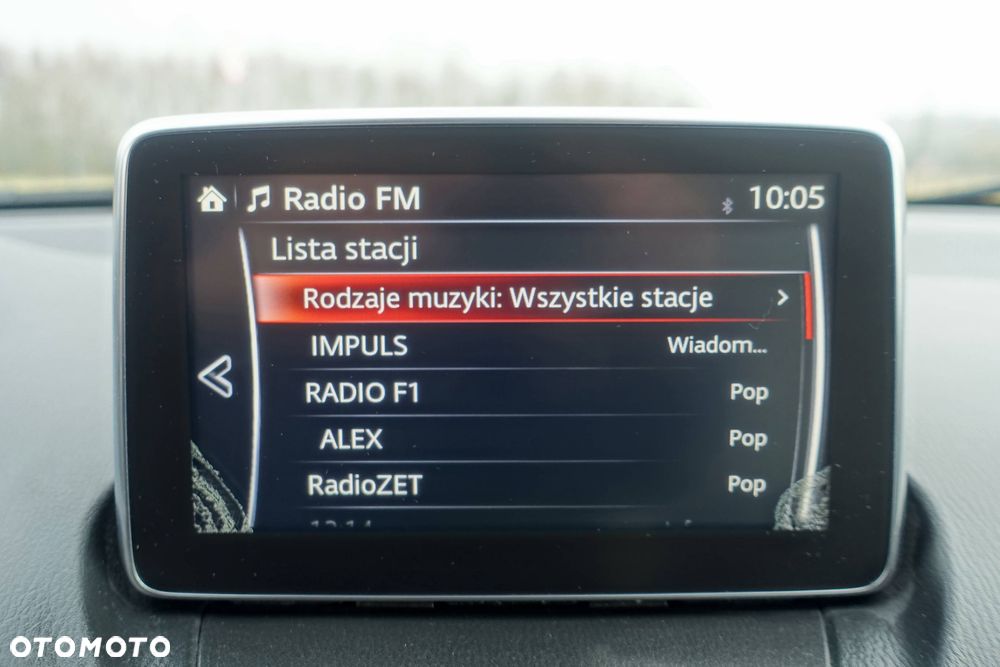 Radio FM 10:05
Lista stacji
Rodzaje muzyki: Wszystkie stacje
IMPULS Wiadom...
RADIO F1 Pop
ALEX Pop
RadioZET Pop
OTOMOTO